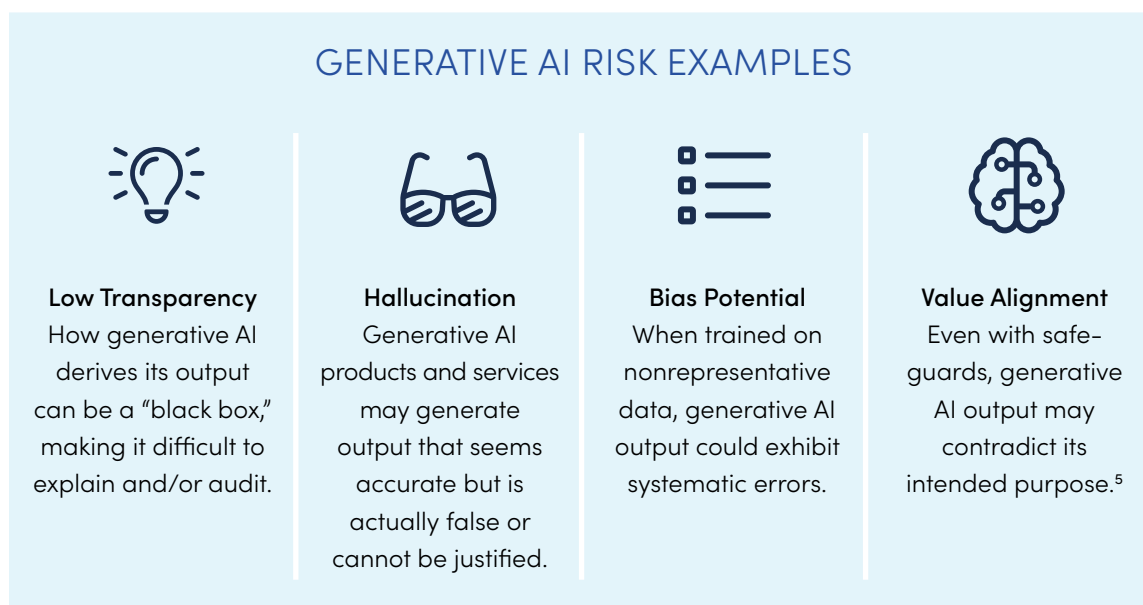 GENERATIVE AI RISK EXAMPLES
Low Transparency
How generative AI
derives its output
can be a “black box,”
making it difficult to
explain and/or audit.
Hallucination
Generative AI
products and services
may generate
output that seems
accurate but is
actually false or
cannot be justified.
Bias Potential
When trained on
nonrepresentative
data, generative AI
output could exhibit
systematic errors.
Value Alignment
Even with safe-
guards, generative
AI output may
contradict its
intended purpose.⁵